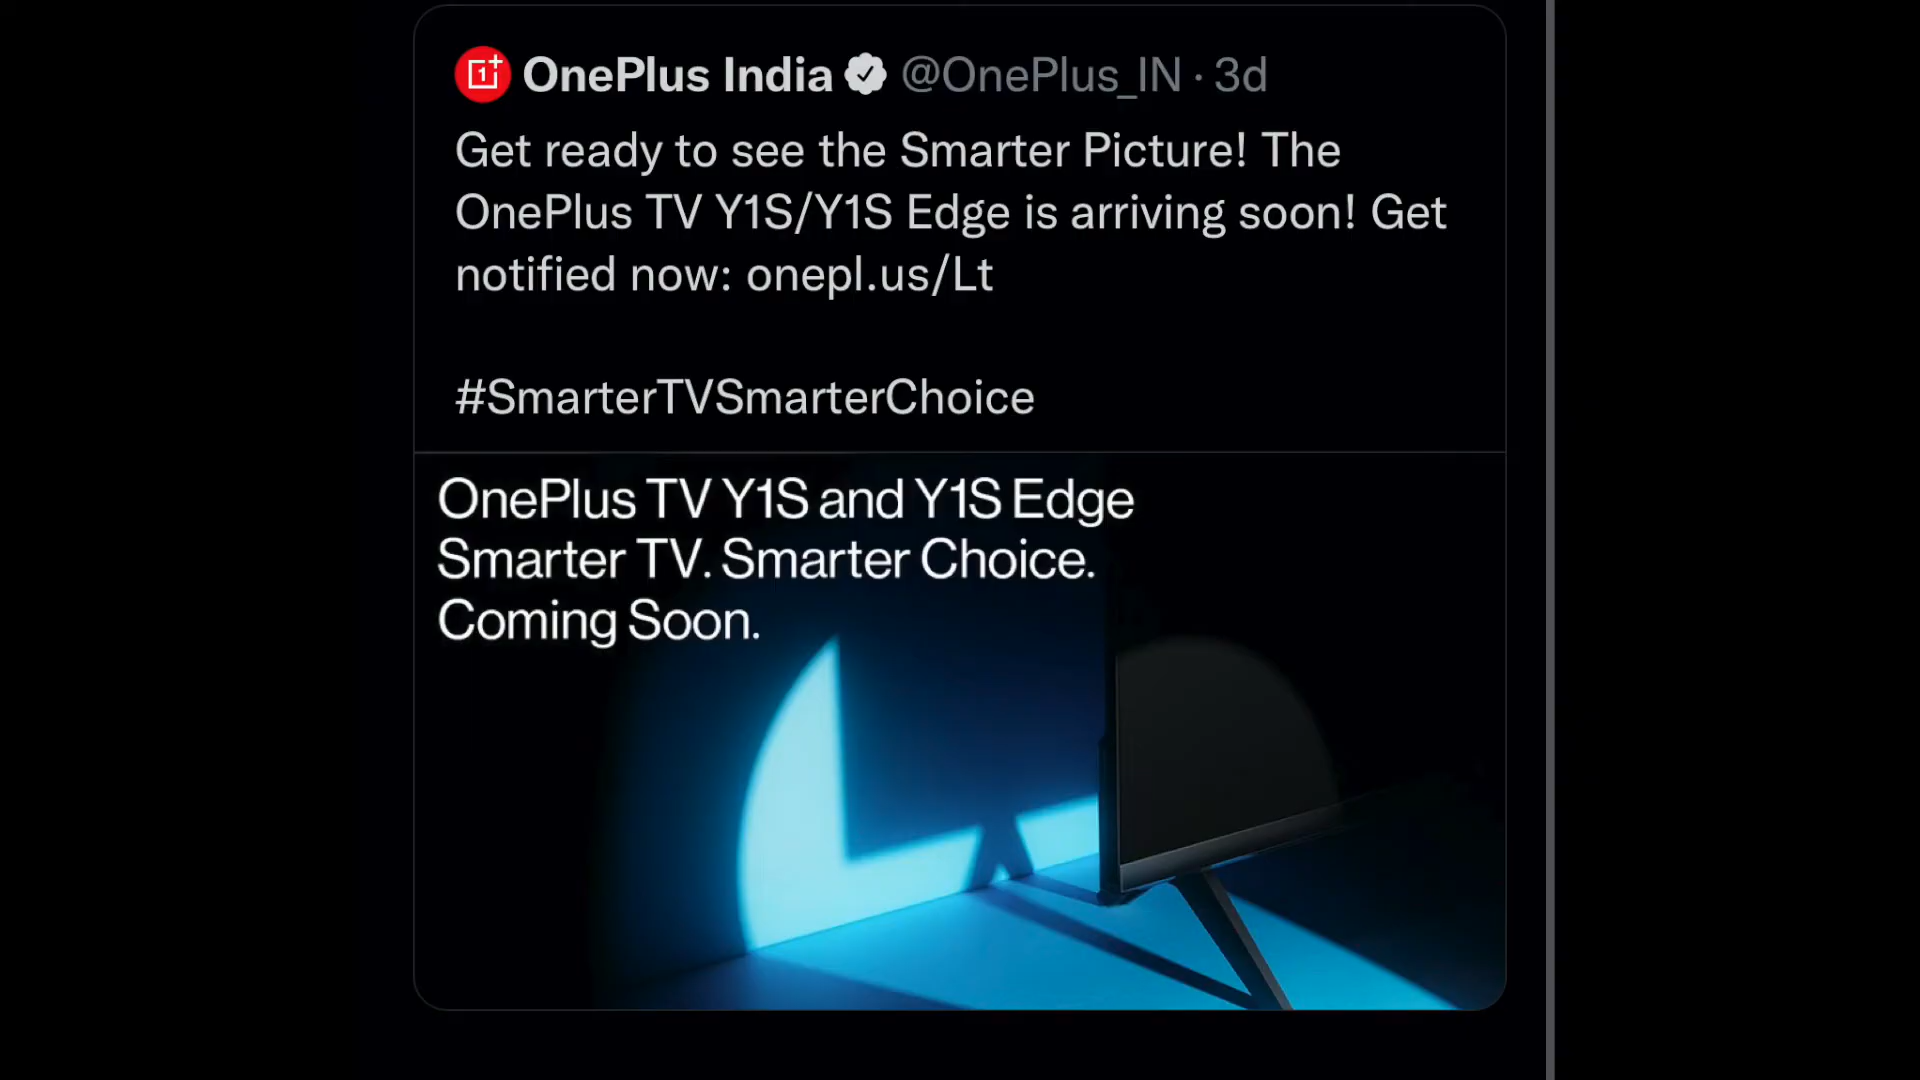 OnePlus India @OnePlus_IN · 3d
Get ready to see the Smarter Picture! The
OnePlus TV Y1S/Y1S Edge is arriving soon! Get
notified now: onepl.us/Lt
#SmarterTVSmarterChoice
OnePlus TV Y1S and Y1S Edge
Smarter TV. Smarter Choice.
Coming Soon.